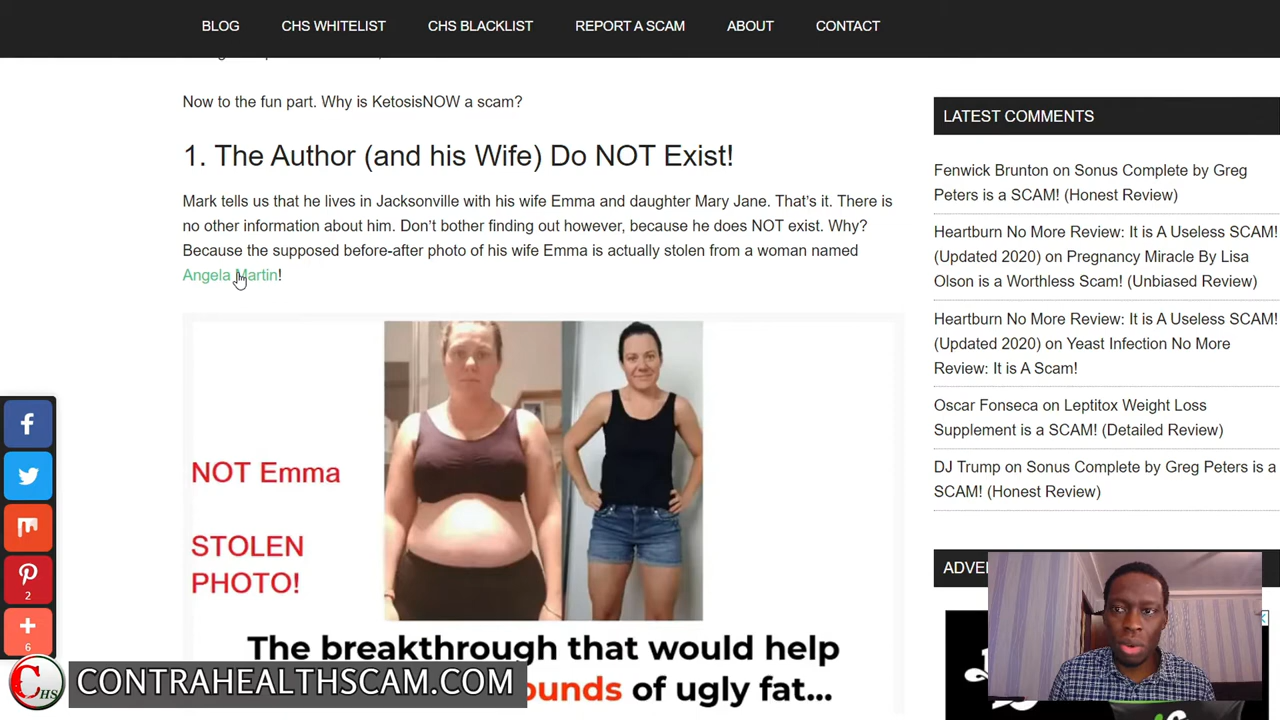 BLOG
CHS WHITELIST
CHS BLACKLIST
REPORT A SCAM
ABOUT
CONTACT
Now to the fun part. Why is KetosisNOW a scam?
1. The Author (and his Wife) Do NOT Exist!
Mark tells us that he lives in Jacksonville with his wife Emma and daughter Mary Jane. That's it. There is
no other information about him. Don't bother finding out however, because he does NOT exist. Why?
Because the supposed before-after photo of his wife Emma is actually stolen from a woman named
Angela Martin!
NOT Emma
STOLEN
PHOTO!
The breakthrough that would help
ounds of ugly fat...
LATEST COMMENTS
Fenwick Brunton on Sonus Complete by Greg
Peters is a SCAM! (Honest Review)
Heartburn No More Review: It is A Useless SCAM!
(Updated 2020) on Pregnancy Miracle By Lisa
Olson is a Worthless Scam! (Unbiased Review)
Heartburn No More Review: It is A Useless SCAM!
(Updated 2020) on Yeast Infection No More
Review: It is A Scam!
Oscar Fonseca on Leptitox Weight Loss
Supplement is a SCAM! (Detailed Review)
DJ Trump on Sonus Complete by Greg Peters is a
SCAM! (Honest Review)
ADVE
2
6
CHS
CONTRAHEALTHSCAM.COM